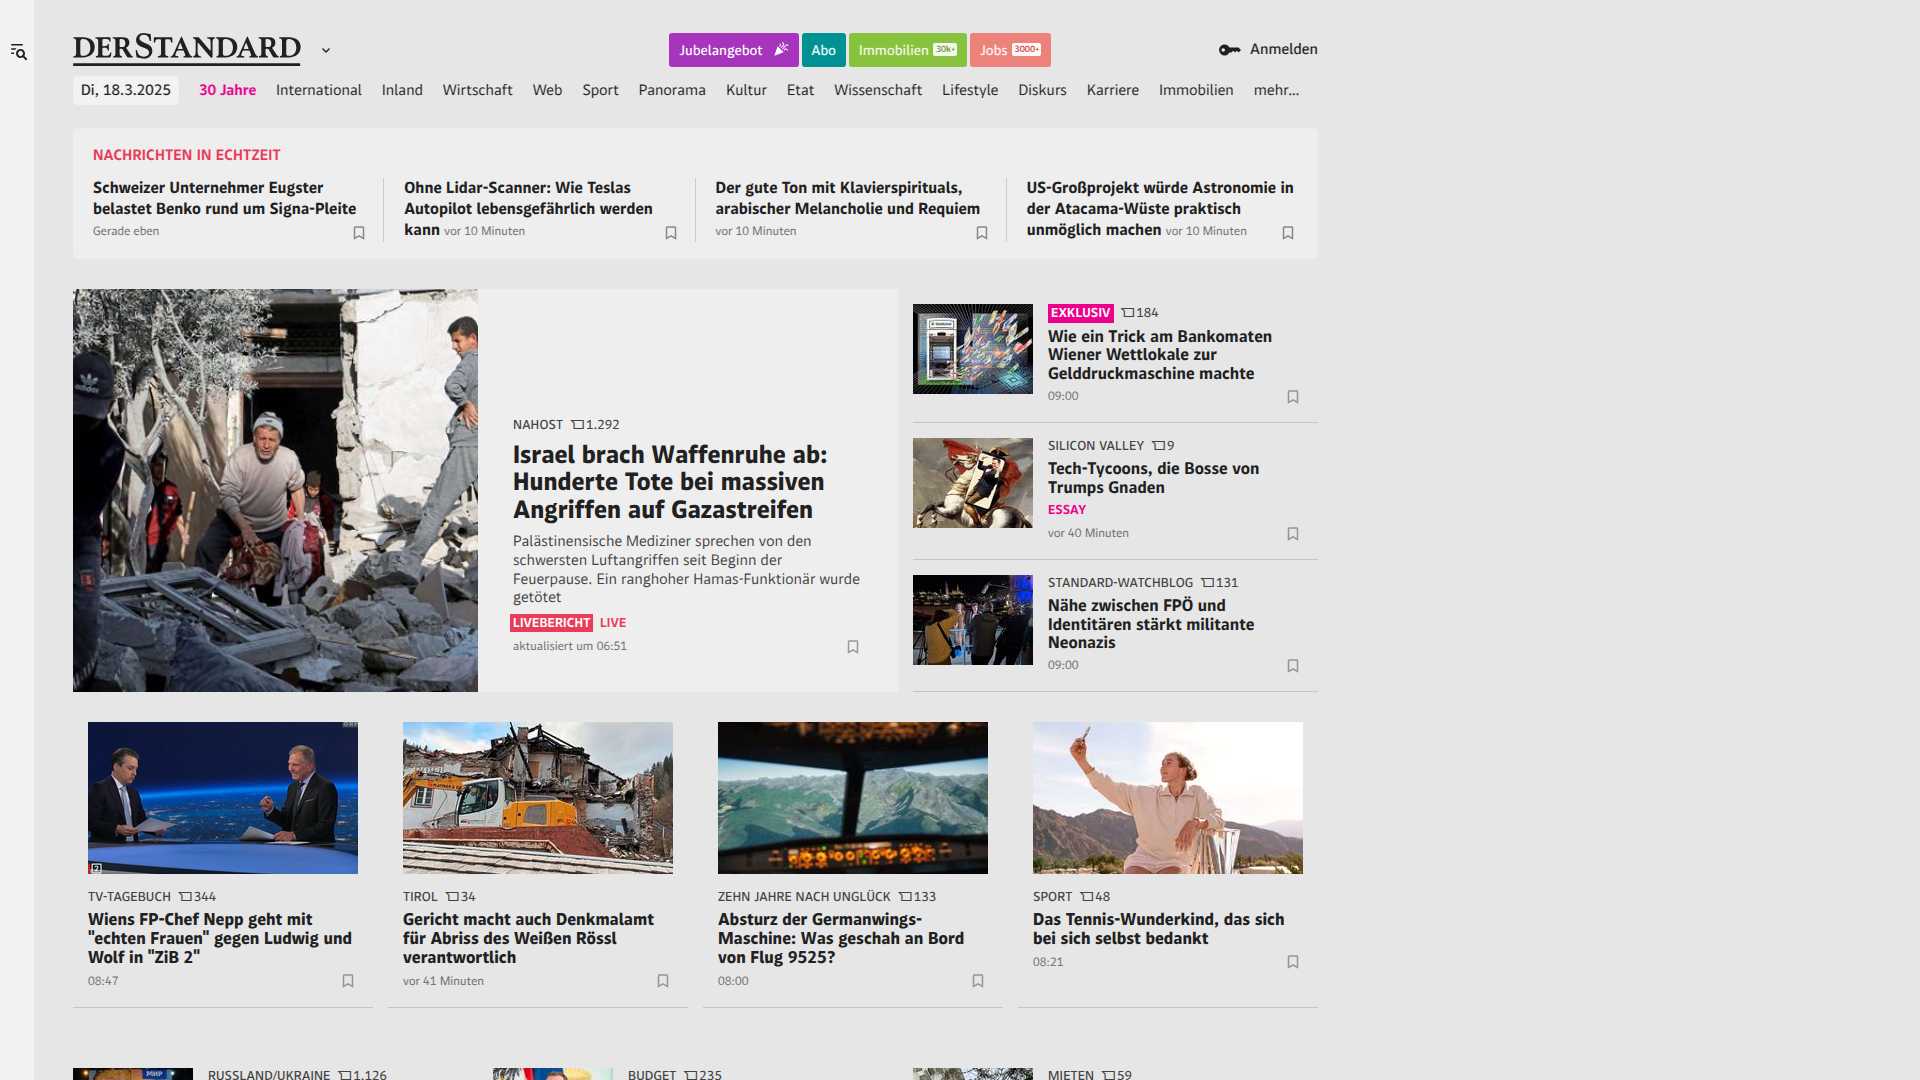 DERSTANDARD
Jubelangebot
Abo
Immobilien 30k+
Jobs 3000+
Anmelden
Di, 18.3.2025
30 Jahre
International
Inland
Wirtschaft
Web
Sport
Panorama
Kultur
Etat
Wissenschaft
Lifestyle
Diskurs
Karriere
Immobilien
mehr...
NACHRICHTEN IN ECHTZEIT
Schweizer Unternehmer Eugster
belastet Benko rund um Signa-Pleite
Gerade eben
Ohne Lidar-Scanner: Wie Teslas
Autopilot lebensgefährlich werden
kann vor 10 Minuten
Der gute Ton mit Klavierspirituals,
arabischer Melancholie und Requiem
vor 10 Minuten
US-Großprojekt würde Astronomie in
der Atacama-Wüste praktisch
unmöglich machen vor 10 Minuten
NAHOST 1.292
Israel brach Waffenruhe ab:
Hunderte Tote bei massiven
Angriffen auf Gazastreifen
Palästinensische Mediziner sprechen von den
schwersten Luftangriffen seit Beginn der
Feuerpause. Ein ranghoher Hamas-Funktionär wurde
getötet
LIVEBERICHT LIVE
aktualisiert um 06:51
EXKLUSIV 184
Wie ein Trick am Bankomaten
Wiener Wettlokale zur
Gelddruckmaschine machte
09:00
SILICON VALLEY 9
Tech-Tycoons, die Bosse von
Trumps Gnaden
ESSAY
vor 40 Minuten
STANDARD-WATCHBLOG 131
Nähe zwischen FPÖ und
Identitären stärkt militante
Neonazis
09:00
TV-TAGEBUCH 344
Wiens FP-Chef Nepp geht mit
"echten Frauen" gegen Ludwig und
Wolf in "ZiB 2"
08:47
TIROL 34
Gericht macht auch Denkmalamt
für Abriss des Weißen Rössl
verantwortlich
vor 41 Minuten
ZEHN JAHRE NACH UNGLÜCK 133
Absturz der Germanwings-
Maschine: Was geschah an Bord
von Flug 9525?
08:00
SPORT 48
Das Tennis-Wunderkind, das sich
bei sich selbst bedankt
08:21
RUSSLAND/UKRAINE 1.126
BUDGET 235
MIETEN 59